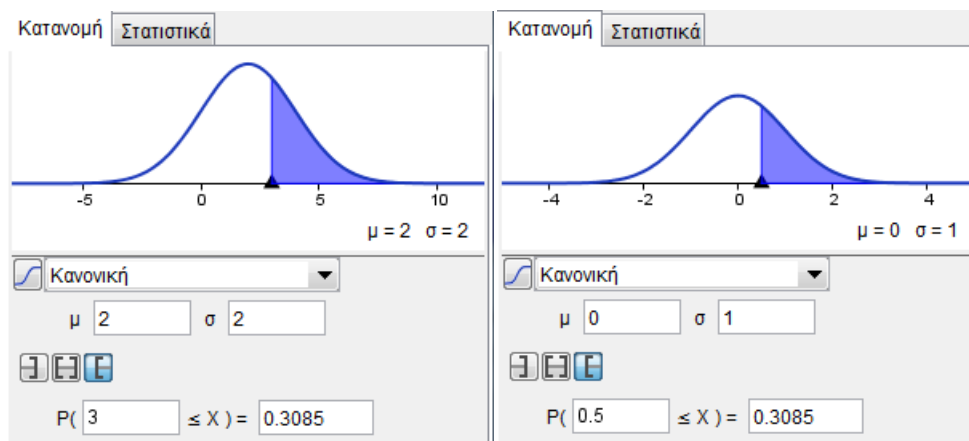 Κατανομή Στατιστικά
-5 0 5 10
μ = 2 σ = 2
Κανονική
μ 2 σ 2
P( 3 ≤ X ) = 0.3085
Κατανομή Στατιστικά
-4 -2 0 2 4
μ = 0 σ = 1
Κανονική
μ 0 σ 1
P( 0.5 ≤ X ) = 0.3085